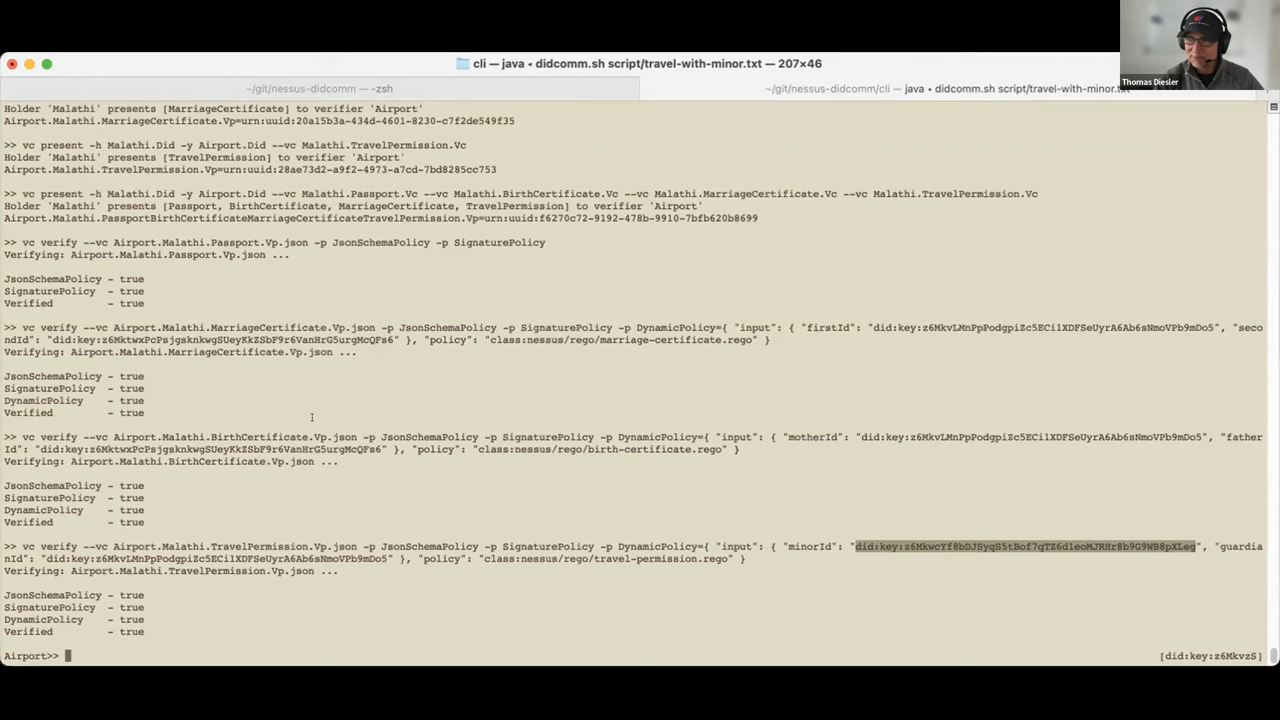 Thomas Diesler
cli — java • didcomm.sh script/travel-with-minor.txt — 207×46
~/git/nessus-didcomm — -zsh
~/git/nessus-didcomm/cli — java • didcomm.sh script/travel-with-minor.txt
Holder 'Malathi' presents [MarriageCertificate] to verifier 'Airport'
Airport.Malathi.MarriageCertificate.Vp=urn:uuid:20a15b3a-434d-4601-8230-c7f2de549f35
>> vc present -h Malathi.Did -y Airport.Did --vc Malathi.TravelPermission.Vc
Holder 'Malathi' presents [TravelPermission] to verifier 'Airport'
Airport.Malathi.TravelPermission.Vp=urn:uuid:28ae73d2-a9f2-4973-a7cd-7bd8285cc753
>> vc present -h Malathi.Did -y Airport.Did --vc Malathi.Passport.Vc --vc Malathi.BirthCertificate.Vc --vc Malathi.MarriageCertificate.Vc --vc Malathi.TravelPermission.Vc
Holder 'Malathi' presents [Passport, BirthCertificate, MarriageCertificate, TravelPermission] to verifier 'Airport'
Airport.Malathi.PassportBirthCertificateMarriageCertificateTravelPermission.Vp=urn:uuid:f6270c72-9192-478b-9910-7bfb620b8699
>> vc verify --vc Airport.Malathi.Passport.Vp.json -p JsonSchemaPolicy -p SignaturePolicy
Verifying: Airport.Malathi.Passport.Vp.json ...
JsonSchemaPolicy - true
SignaturePolicy  - true
Verified         - true
>> vc verify --vc Airport.Malathi.MarriageCertificate.Vp.json -p JsonSchemaPolicy -p SignaturePolicy -p DynamicPolicy={ "input": { "firstId": "did:key:z6MkvLMnPpPodgpiZc5ECi1XDFSeUyrA6Ab6sNmoVPb9mDo5", "seco
ndId": "did:key:z6MktwxPcPsjgsknkwgSUeyKkZSbF9r6VanHrG5urgMcQFs6" }, "policy": "class:nessus/rego/marriage-certificate.rego" }
Verifying: Airport.Malathi.MarriageCertificate.Vp.json ...
JsonSchemaPolicy - true
SignaturePolicy  - true
DynamicPolicy    - true
Verified         - true
>> vc verify --vc Airport.Malathi.BirthCertificate.Vp.json -p JsonSchemaPolicy -p SignaturePolicy -p DynamicPolicy={ "input": { "motherId": "did:key:z6MkvLMnPpPodgpiZc5ECi1XDFSeUyrA6Ab6sNmoVPb9mDo5", "father
Id": "did:key:z6MktwxPcPsjgsknkwgSUeyKkZSbF9r6VanHrG5urgMcQFs6" }, "policy": "class:nessus/rego/birth-certificate.rego" }
Verifying: Airport.Malathi.BirthCertificate.Vp.json ...
JsonSchemaPolicy - true
SignaturePolicy  - true
DynamicPolicy    - true
Verified         - true
>> vc verify --vc Airport.Malathi.TravelPermission.Vp.json -p JsonSchemaPolicy -p SignaturePolicy -p DynamicPolicy={ "input": { "minorId": "did:key:z6MkwcYf8bDJSyqS5tBof7qTZ6d1eoMJRHr8b9G9WB8pXLeg", "guardia
nId": "did:key:z6MkvLMnPpPodgpiZc5ECi1XDFSeUyrA6Ab6sNmoVPb9mDo5" }, "policy": "class:nessus/rego/travel-permission.rego" }
Verifying: Airport.Malathi.TravelPermission.Vp.json ...
JsonSchemaPolicy - true
SignaturePolicy  - true
DynamicPolicy    - true
Verified         - true
Airport>> [did:key:z6MkvzS]